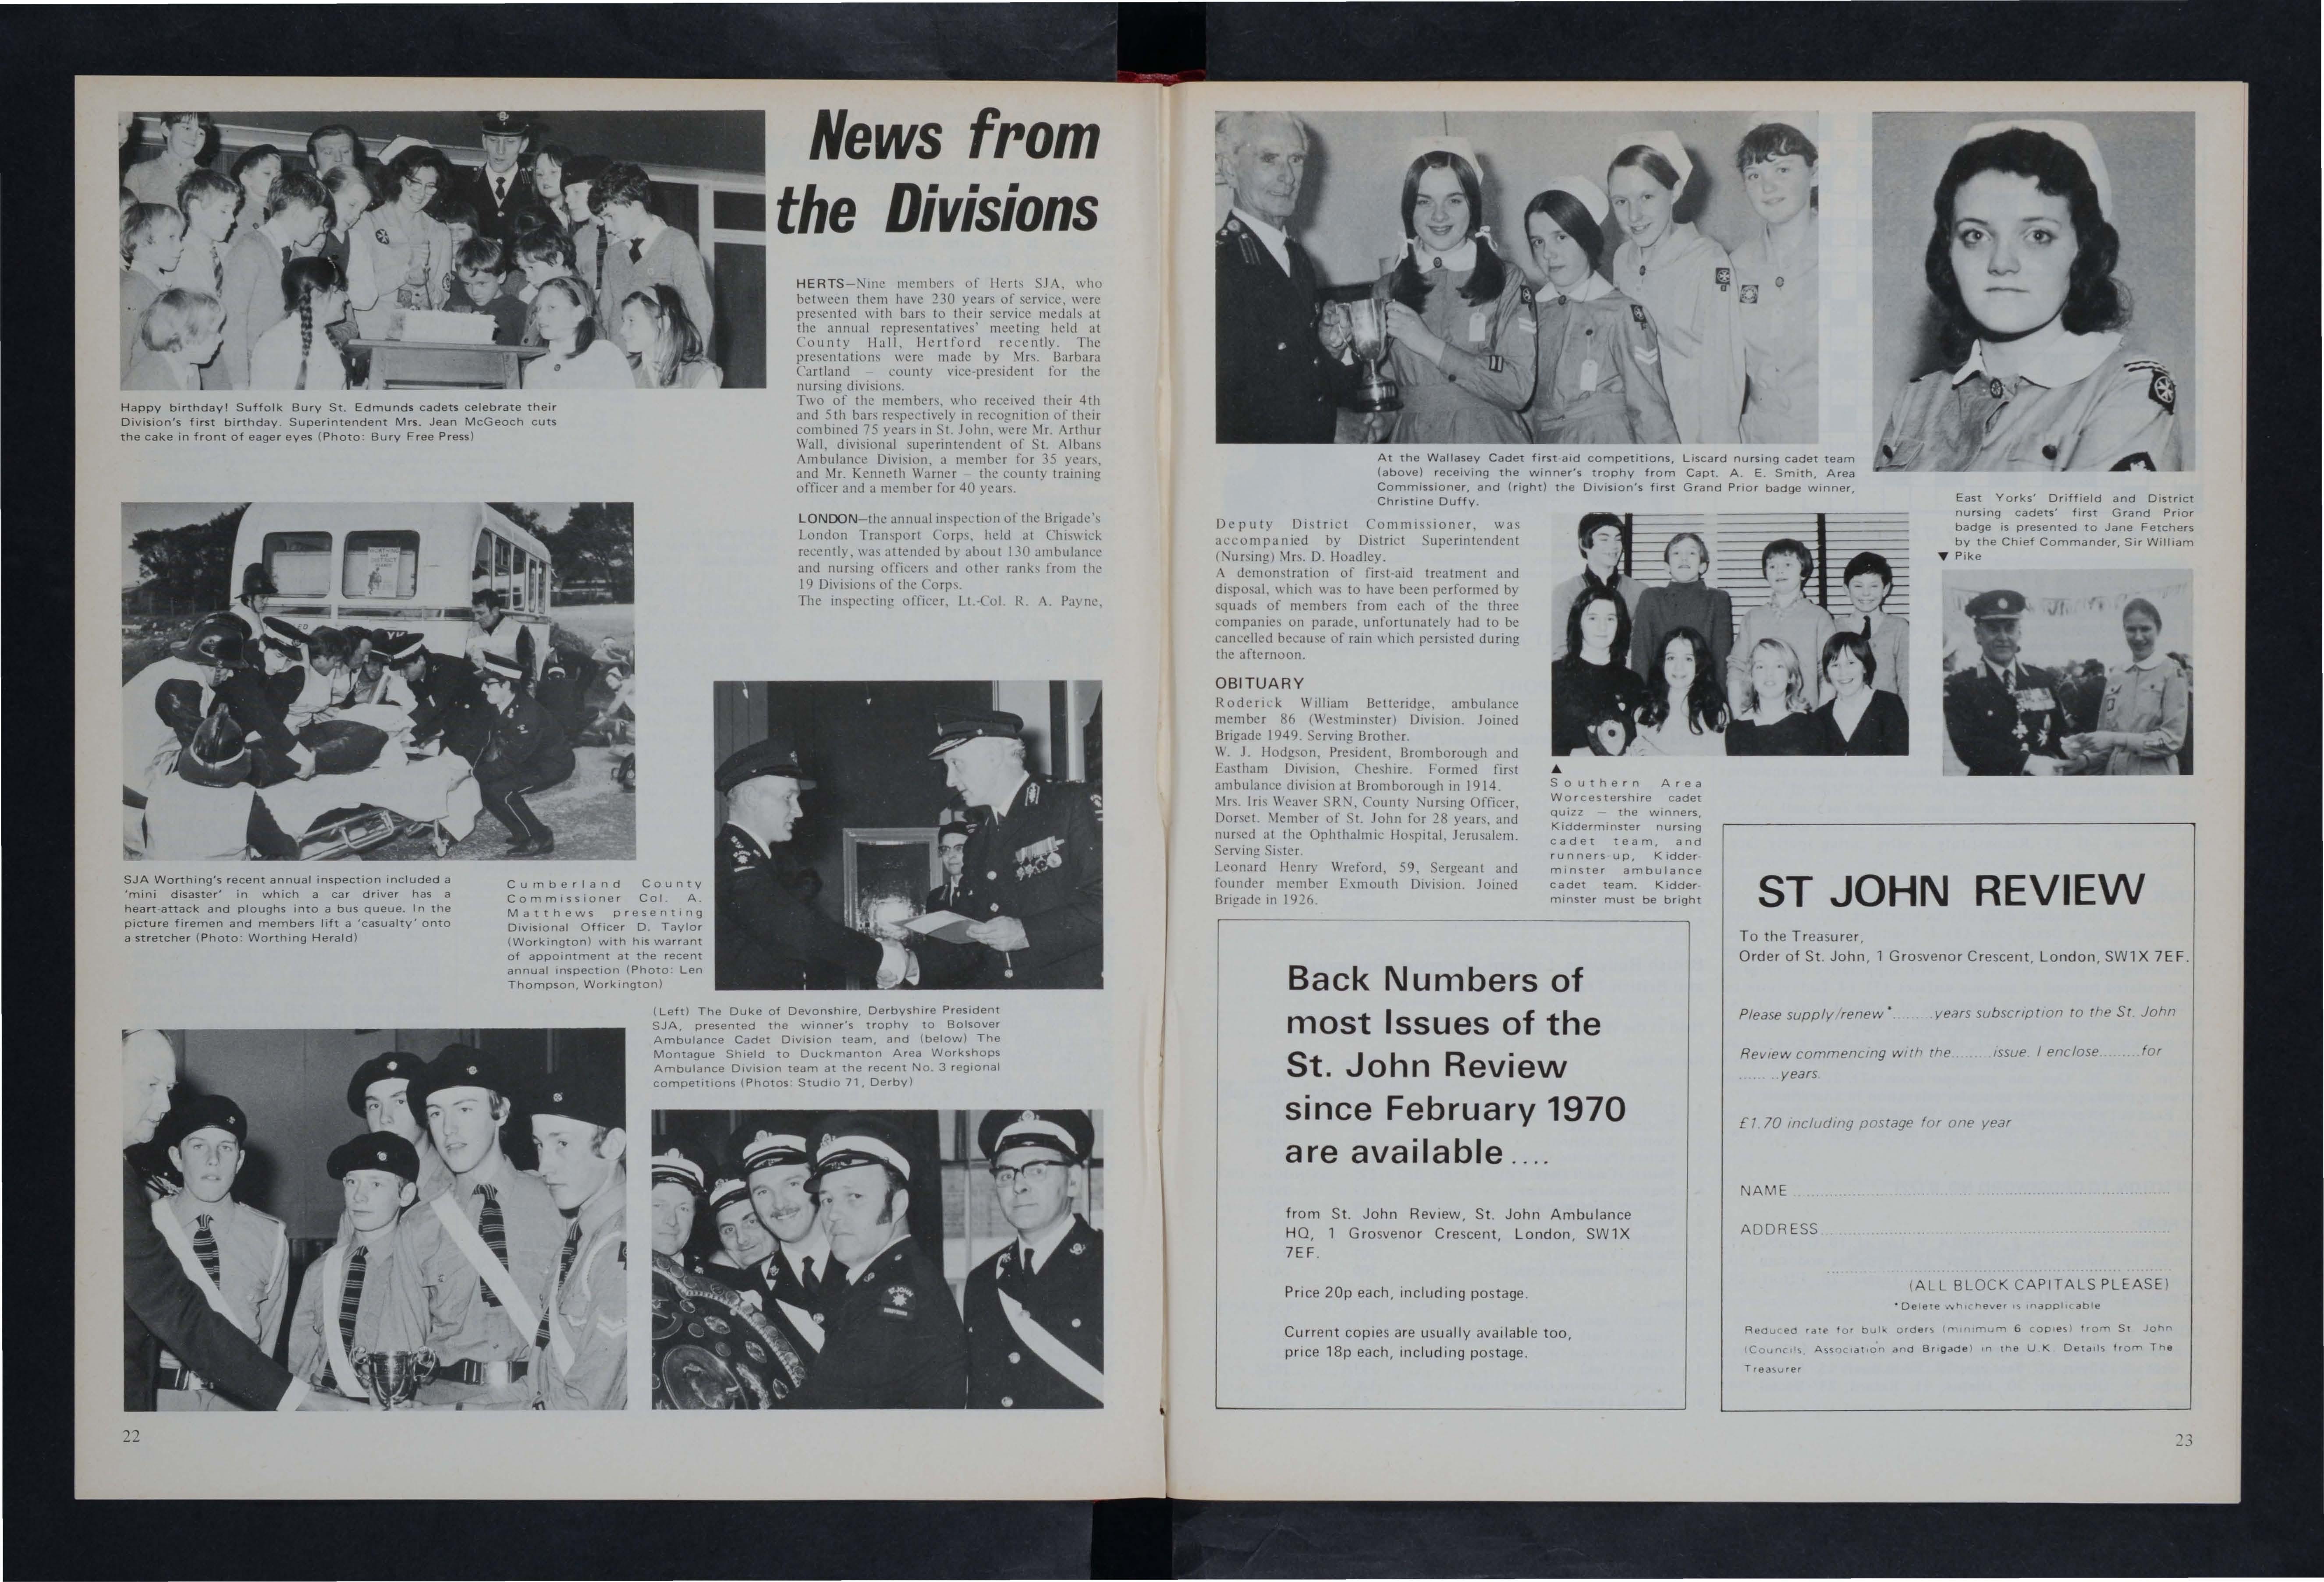 News from
the Divisions
HERTS—Nine members of Herts SJA, who
between them have 230 years of service, were
presented with bars to their service medals at
the annual representatives' meeting held at
County Hall, Hertford recently. The
presentations were made by Mrs. Barbara
Cartland — county vice-president for the
nursing divisions.
Two of the members, who received their 4th
and 5th bars respectively in recognition of their
combined 75 years in St. John, were Mr. Arthur
Wall, divisional superintendent of St. Albans
Ambulance Division, a member for 35 years,
and Mr. Kenneth Warner — the county training
officer and a member for 40 years.
LONDON—the annual inspection of the Brigade's
London Transport Corps, held at Chiswick
recently, was attended by about 130 ambulance
and nursing officers and other ranks from the
19 Divisions of the Corps.
The inspecting officer, Lt.-Col. R. A. Payne,
Happy birthday! Suffolk Bury St. Edmunds cadets celebrate their
Division's first birthday. Superintendent Mrs. Jean McGeoch cuts
the cake in front of eager eyes (Photo: Bury Free Press)
SJA Worthing's recent annual inspection included a
'mini disaster' in which a car driver has a
heart-attack and ploughs into a bus queue. In the
picture firemen and members lift a 'casualty' onto
a stretcher (Photo: Worthing Herald)
Cumberland County
Commissioner Col. A.
Matthews presenting
Divisional Officer D. Taylor
(Workington) with his warrant
of appointment at the recent
annual inspection (Photo: Len
Thompson, Workington)
(Left) The Duke of Devonshire, Derbyshire President
SJA, presented the winner's trophy to Bolsover
Ambulance Cadet Division team, and (below) The
Montague Shield to Duckmanton Area Workshops
Ambulance Division team at the recent No. 3 regional
competitions (Photos: Studio 71, Derby)
22
At the Wallasey Cadet first-aid competitions, Liscard nursing cadet team
(above) receiving the winner's trophy from Capt. A. E. Smith, Area
Commissioner, and (right) the Division's first Grand Prior badge winner,
Christine Duffy.
East Yorks' Driffield and District
nursing cadets' first Grand Prior
badge is presented to Jane Fetchers
by the Chief Commander, Sir William
▼ Pike
Deputy District Commissioner, was
accompanied by District Superintendent
(Nursing) Mrs. D. Hoadley.
A demonstration of first-aid treatment and
disposal, which was to have been performed by
squads of members from each of the three
companies on parade, unfortunately had to be
cancelled because of rain which persisted during
the afternoon.
OBITUARY
Roderick William Betteridge, ambulance
member 86 (Westminster) Division. Joined
Brigade 1949. Serving Brother.
W. J. Hodgson, President, Bromborough and
Eastham Division, Cheshire. Formed first
ambulance division at Bromborough in 1914.
Mrs. Iris Weaver SRN, County Nursing Officer,
Dorset. Member of St. John for 28 years, and
nursed at the Ophthalmic Hospital, Jerusalem.
Serving Sister.
Leonard Henry Wreford, 59, Sergeant and
founder member Exmouth Division. Joined
Brigade in 1926.
▲
Southern Area
Worcestershire cadet
quizz — the winners,
Kidderminster nursing
cadet team, and
runners-up, Kidder-
minster ambulance
cadet team. Kidder-
minster must be bright
Back Numbers of
most Issues of the
St. John Review
since February 1970
are available ....
from St. John Review, St. John Ambulance
HQ, 1 Grosvenor Crescent, London, SW1X
7EF.
Price 20p each, including postage.
Current copies are usually available too,
price 18p each, including postage.
ST JOHN REVIEW
To the Treasurer,
Order of St. John, 1 Grosvenor Crescent, London, SW1X 7EF.
Please supply/renew*.........years subscription to the St. John
Review commencing with the.........issue. I enclose.........for
........years.
£1.70 including postage for one year
NAME
ADDRESS
(ALL BLOCK CAPITALS PLEASE)
*Delete whichever is inapplicable
Reduced rate for bulk orders (minimum 6 copies) from St John
(Councils, Association and Brigade) in the U.K. Details from The
Treasurer
23